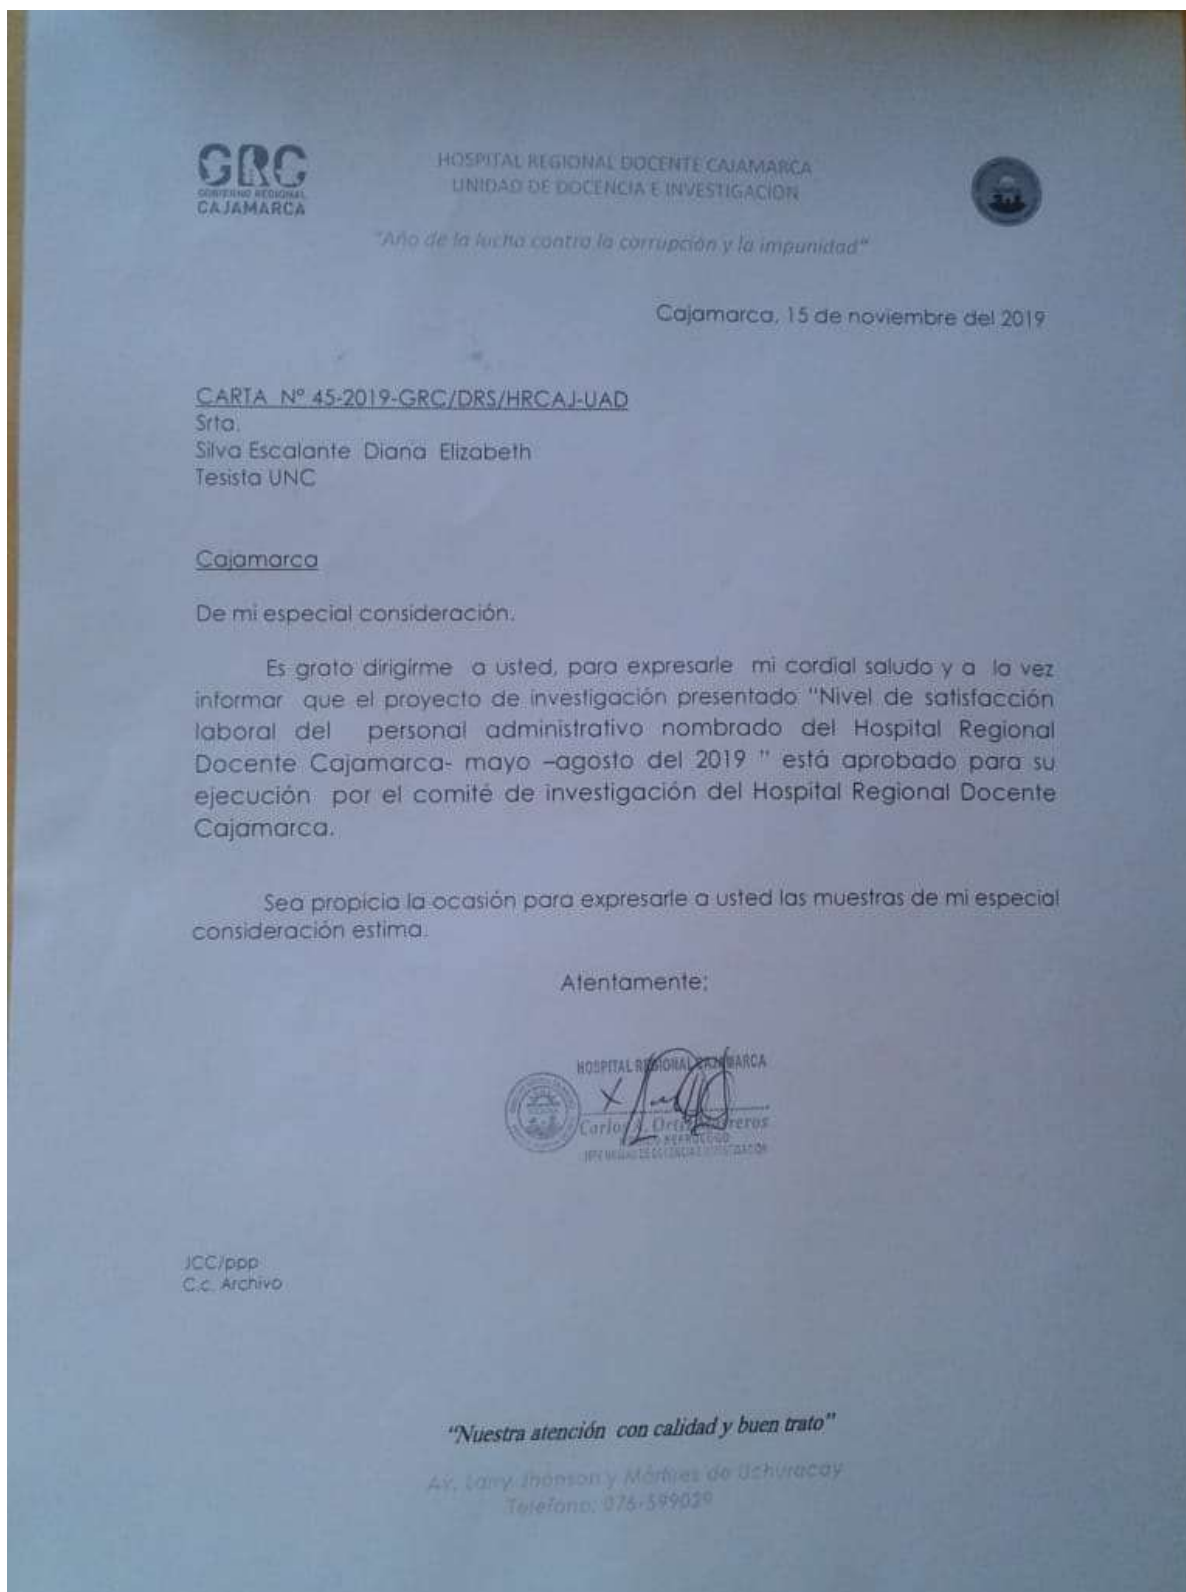 GRC
GOBIERNO REGIONAL
CAJAMARCA
HOSPITAL REGIONAL DOCENTE CAJAMARCA
UNIDAD DE DOCENCIA E INVESTIGACION
"Año de la lucha contra la corrupción y la impunidad"
Cajamarca, 15 de noviembre del 2019
CARTA Nº 45-2019-GRC/DRS/HRCAJ-UAD
Srta.
Silva Escalante Diana Elizabeth
Tesista UNC
Cajamarca
De mi especial consideración.
Es grato dirigirme a usted, para expresarle mi cordial saludo y a la vez
informar que el proyecto de investigación presentado "Nivel de satisfacción
laboral del personal administrativo nombrado del Hospital Regional
Docente Cajamarca- mayo –agosto del 2019 " está aprobado para su
ejecución por el comité de investigación del Hospital Regional Docente
Cajamarca.
Sea propicia la ocasión para expresarle a usted las muestras de mi especial
consideración estima.
Atentamente;
HOSPITAL REGIONAL CAJAMARCA
Carlos
JCC/ppp
C.c. Archivo
"Nuestra atención con calidad y buen trato"
Av. Larry Jhonson y Mártires de Uchuracay
Teléfono: 076-599029